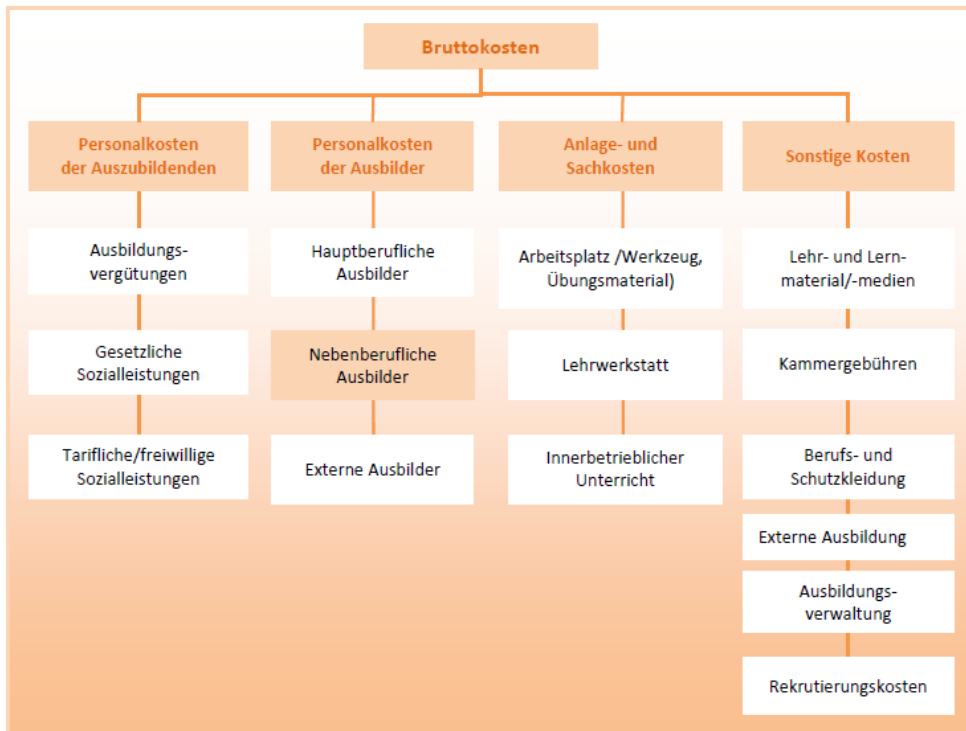 Bruttokosten
Personalkosten
der Auszubildenden
Ausbildungs-
vergütungen
Gesetzliche
Sozialleistungen
Tarifliche/freiwillige
Sozialleistungen
Personalkosten
der Ausbilder
Hauptberufliche
Ausbilder
Nebenberufliche
Ausbilder
Externe Ausbilder
Anlage- und
Sachkosten
Arbeitsplatz /Werkzeug,
Übungsmaterial)
Lehrwerkstatt
Innerbetrieblicher
Unterricht
Sonstige Kosten
Lehr- und Lern-
material/-medien
Kammergebühren
Berufs- und
Schutzkleidung
Externe Ausbildung
Ausbildungs-
verwaltung
Rekrutierungskosten